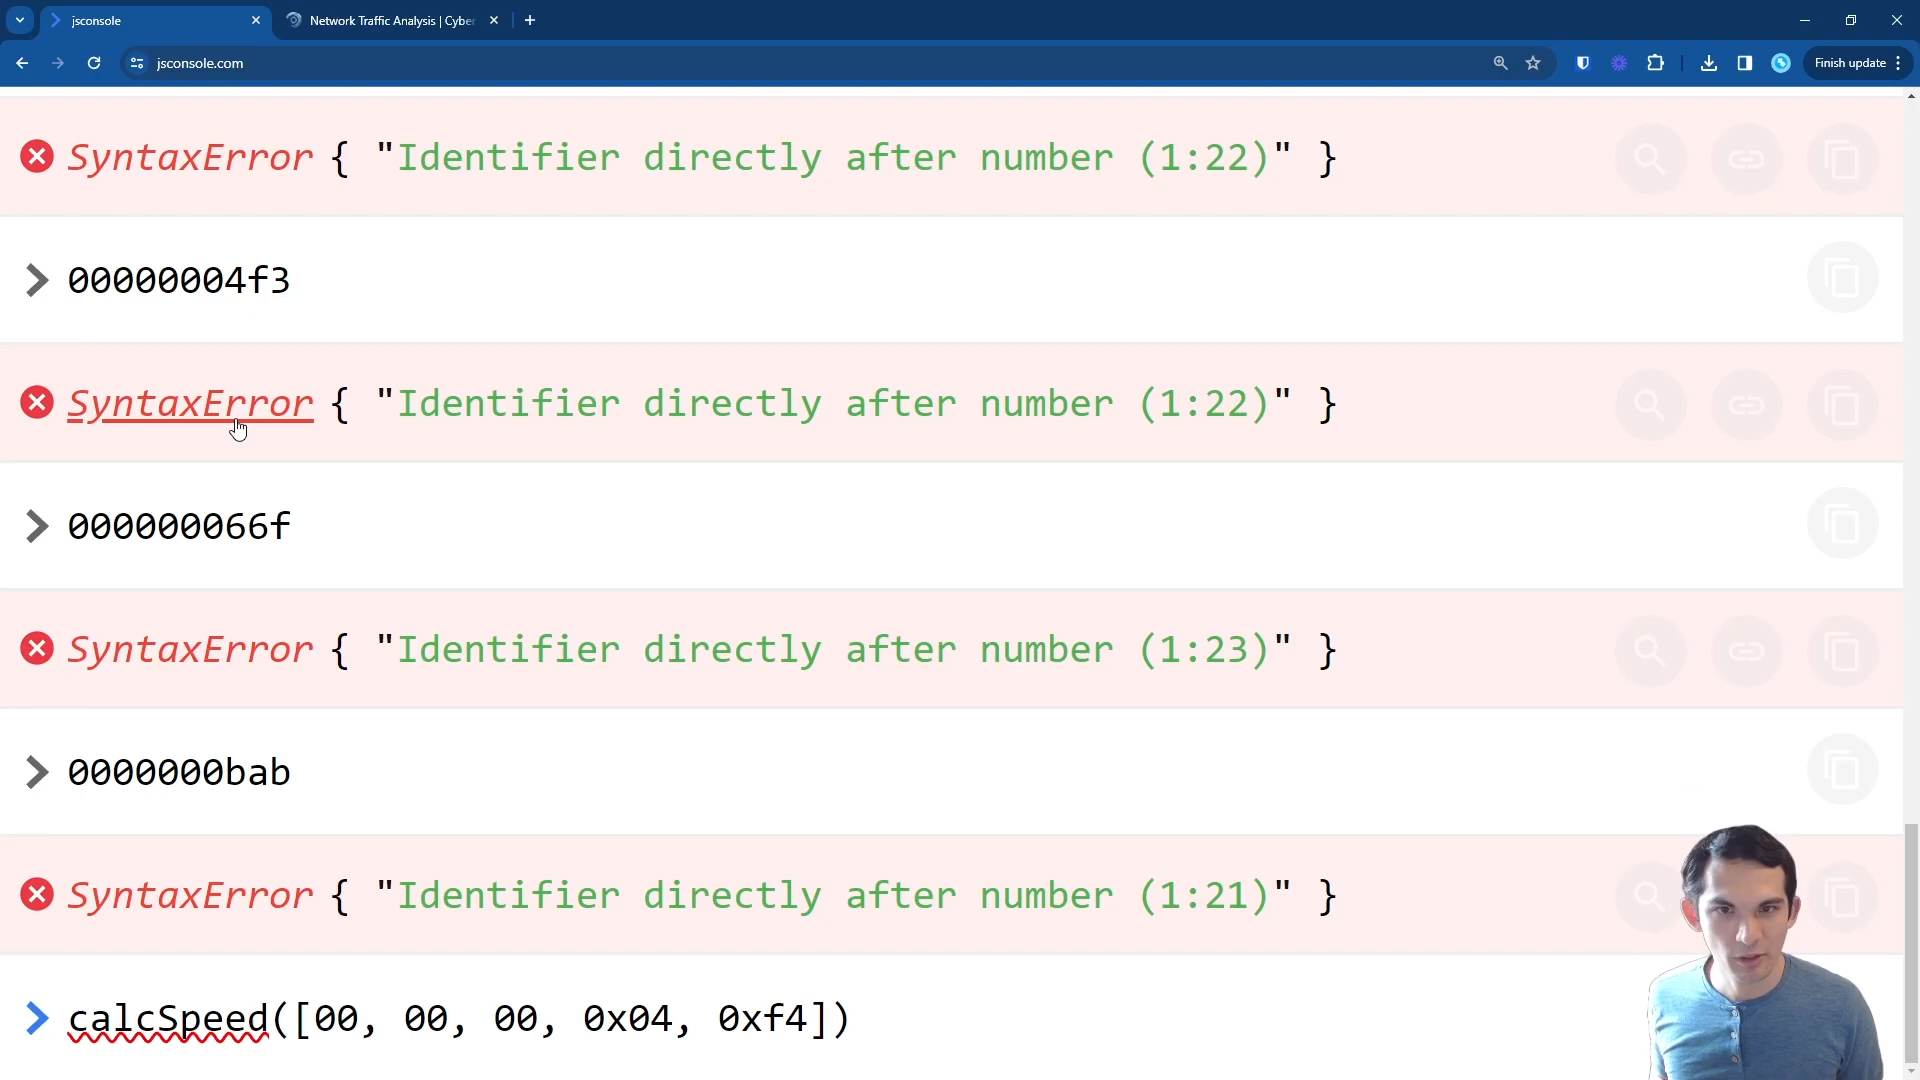 jsconsole
Network Traffic Analysis | Cyber
jsconsole.com
Finish update
SyntaxError { "Identifier directly after number (1:22)" }
00000004f3
SyntaxError { "Identifier directly after number (1:22)" }
000000066f
SyntaxError { "Identifier directly after number (1:23)" }
0000000bab
SyntaxError { "Identifier directly after number (1:21)" }
calcSpeed([00, 00, 00, 0x04, 0xf4])